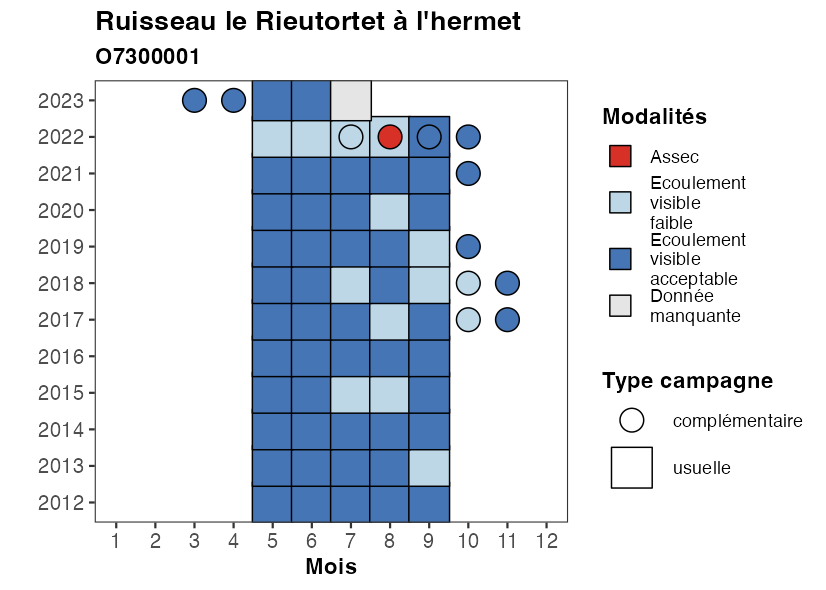 Ruisseau le Rieutortet à l'hermet
O7300001
2023
2022
2021
2020
2019
2018
2017
2016
2015
2014
2013
2012
1 2 3 4 5 6 7 8 9 10 11 12
Mois
Modalités
Assec
Ecoulement
visible
faible
Ecoulement
visible
acceptable
Donnée
manquante
Type campagne
complémentaire
usuelle